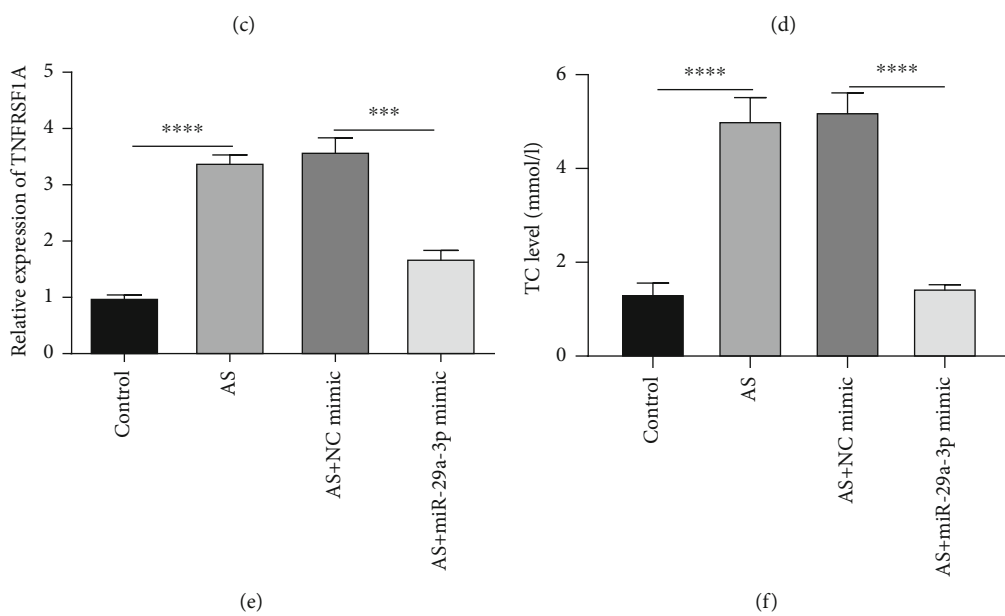 (c)
(d)
Relative expression of TNFRSF1A
5
4
3
2
1
0
****
***
Control
AS
AS+NC mimic
AS+miR-29a-3p mimic
(e)
TC level (mmol/l)
6
4
2
0
****
****
Control
AS
AS+NC mimic
AS+miR-29a-3p mimic
(f)